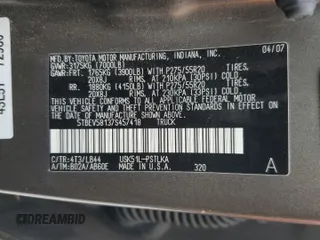 MFD.BY:TOYOTA MOTOR MANUFACTURING, INDIANA, INC. 04/07
GVWR: 3175KG (7000LB)
GAWR:FRT. 1765KG (3900LB) WITH P275/55R20 TIRES,
20X8J RIMS, AT 210KPA (30PSI) COLD
RR. 1880KG (4150LB) WITH P275/55R20 TIRES,
20X8J RIMS, AT 230KPA (33PSI) COLD
THIS VEHICLE CONFORMS TO ALL APPLICABLE FEDERAL MOTOR
VEHICLE SAFETY STANDARDS IN EFFECT ON THE DATE OF
MANUFACTURE SHOWN ABOVE.
5TBEV58137S457418 TRUCK
C/TR: 4T3/LB44 USK51L-PSTLKA A
A/TM: B02A/AB60E MADE IN U.S.A. 320
DREAMBID